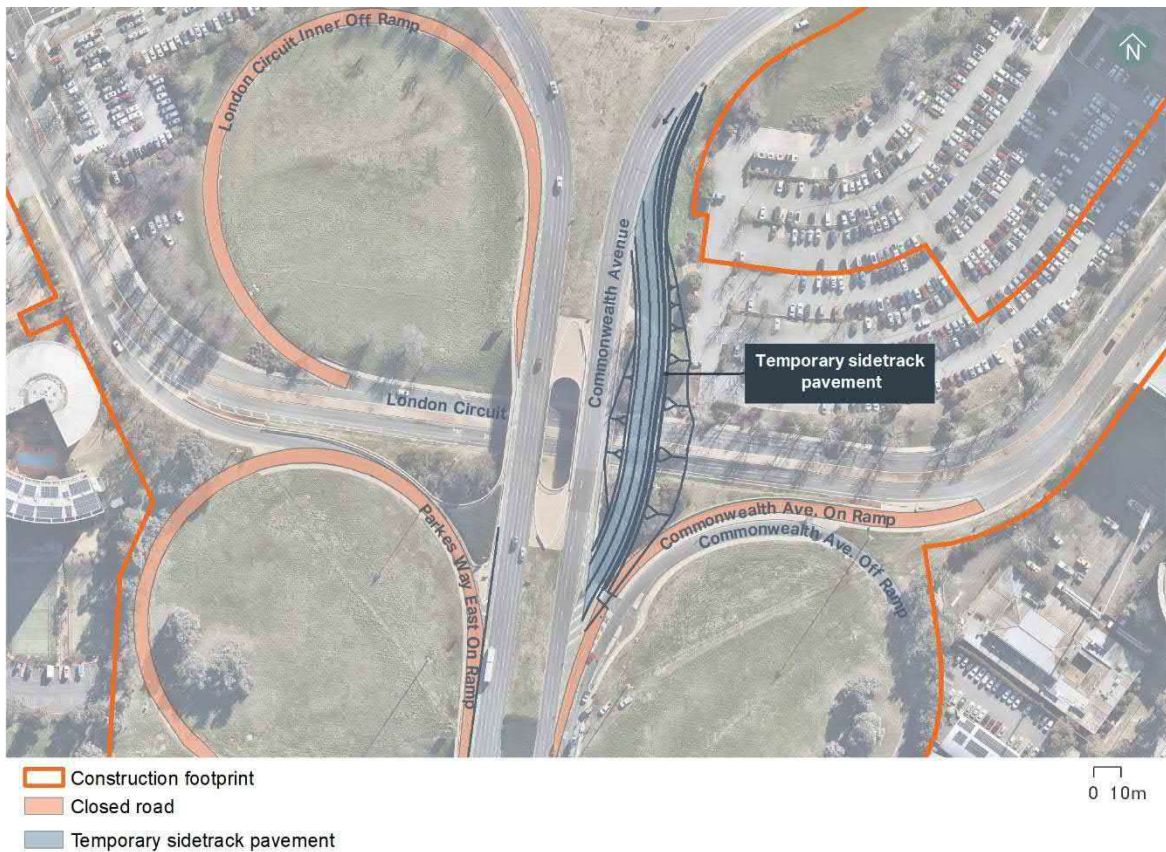 London Circuit Inner Off Ramp
N
Commonwealth Avenue
Temporary sidetrack
pavement
London Circuit
Parkes Way East On Ramp
Commonwealth Ave. On Ramp
Commonwealth Ave. Off Ramp
Construction footprint
Closed road
0 10m
Temporary sidetrack pavement